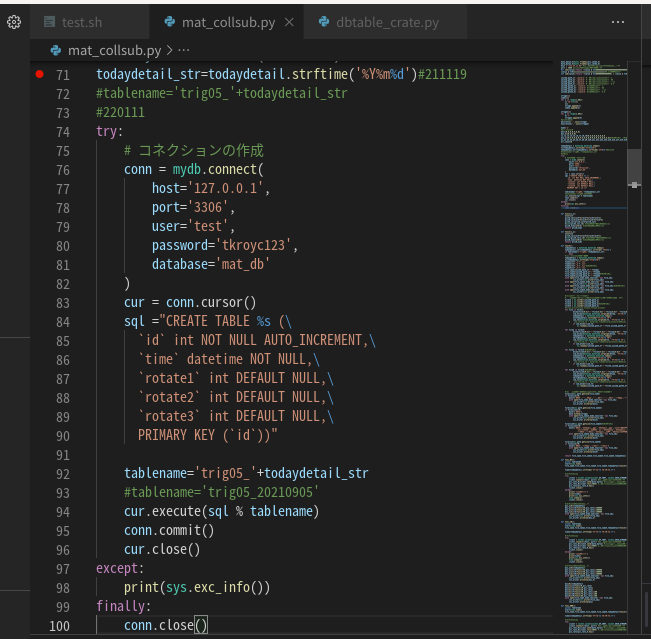 test.sh mat_collsub.py × dbtable_crate.py ...
mat_collsub.py > ...
71 todaydetail_str=todaydetail.strftime('%Y%m%d')#211119
72 #tablename='trig05_'+todaydetail_str
73 #220111
74 try:
75     # コネクションの作成
76     conn = mydb.connect(
77         host='127.0.0.1',
78         port='3306',
79         user='test',
80         password='tkroyc123',
81         database='mat_db'
82     )
83     cur = conn.cursor()
84     sql ="CREATE TABLE %s (\
85       `id` int NOT NULL AUTO_INCREMENT,\
86       `time` datetime NOT NULL,\
87       `rotate1` int DEFAULT NULL,\
88       `rotate2` int DEFAULT NULL,\
89       `rotate3` int DEFAULT NULL,\
90       PRIMARY KEY (`id`))"
91
92     tablename='trig05_'+todaydetail_str
93     #tablename='trig05_20210905'
94     cur.execute(sql % tablename)
95     conn.commit()
96     cur.close()
97 except:
98     print(sys.exc_info())
99 finally:
100     conn.close()